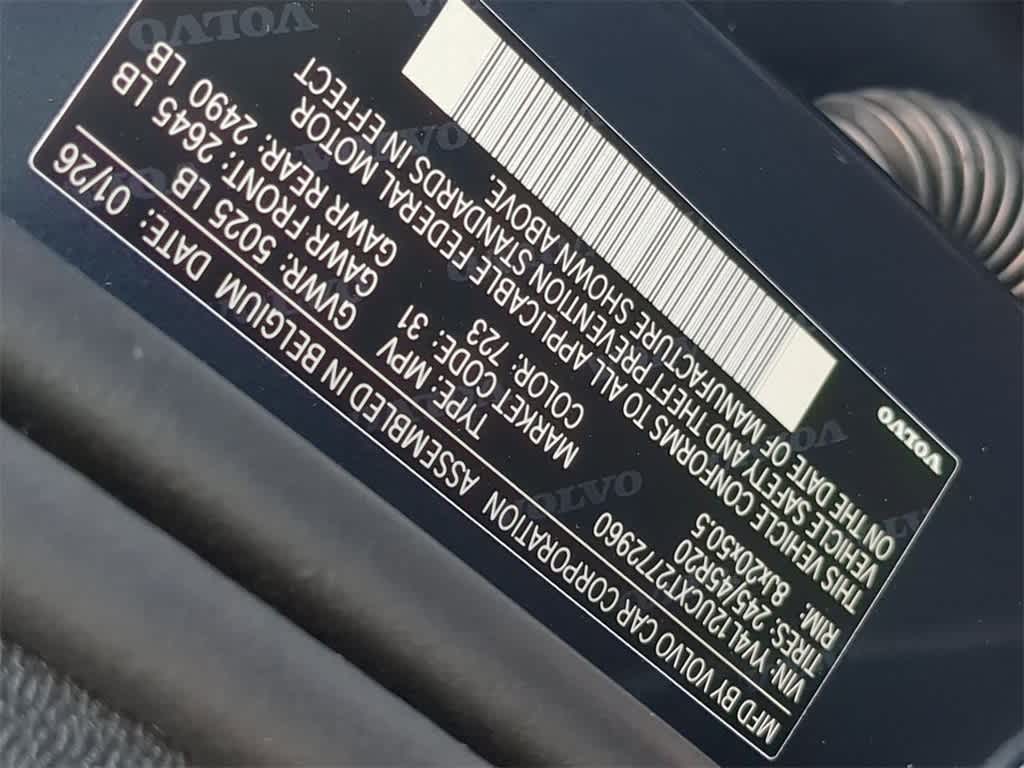 MFD BY VOLVO CAR CORPORATION ASSEMBLED IN BELGIUM DATE: 01/26
VIN: YV4L12UCXT2772960 TYPE: MPV GVWR: 5025 LB
TIRES: 245/45R20 MARKET CODE: 31 GAWR FRONT: 2645 LB
RIM: 8Jx20x50.5 COLOR: 723 GAWR REAR: 2490 LB
THIS VEHICLE CONFORMS TO ALL APPLICABLE FEDERAL MOTOR
VEHICLE SAFETY AND THEFT PREVENTION STANDARDS IN EFFECT
ON THE DATE OF MANUFACTURE SHOWN ABOVE.
VOLVO